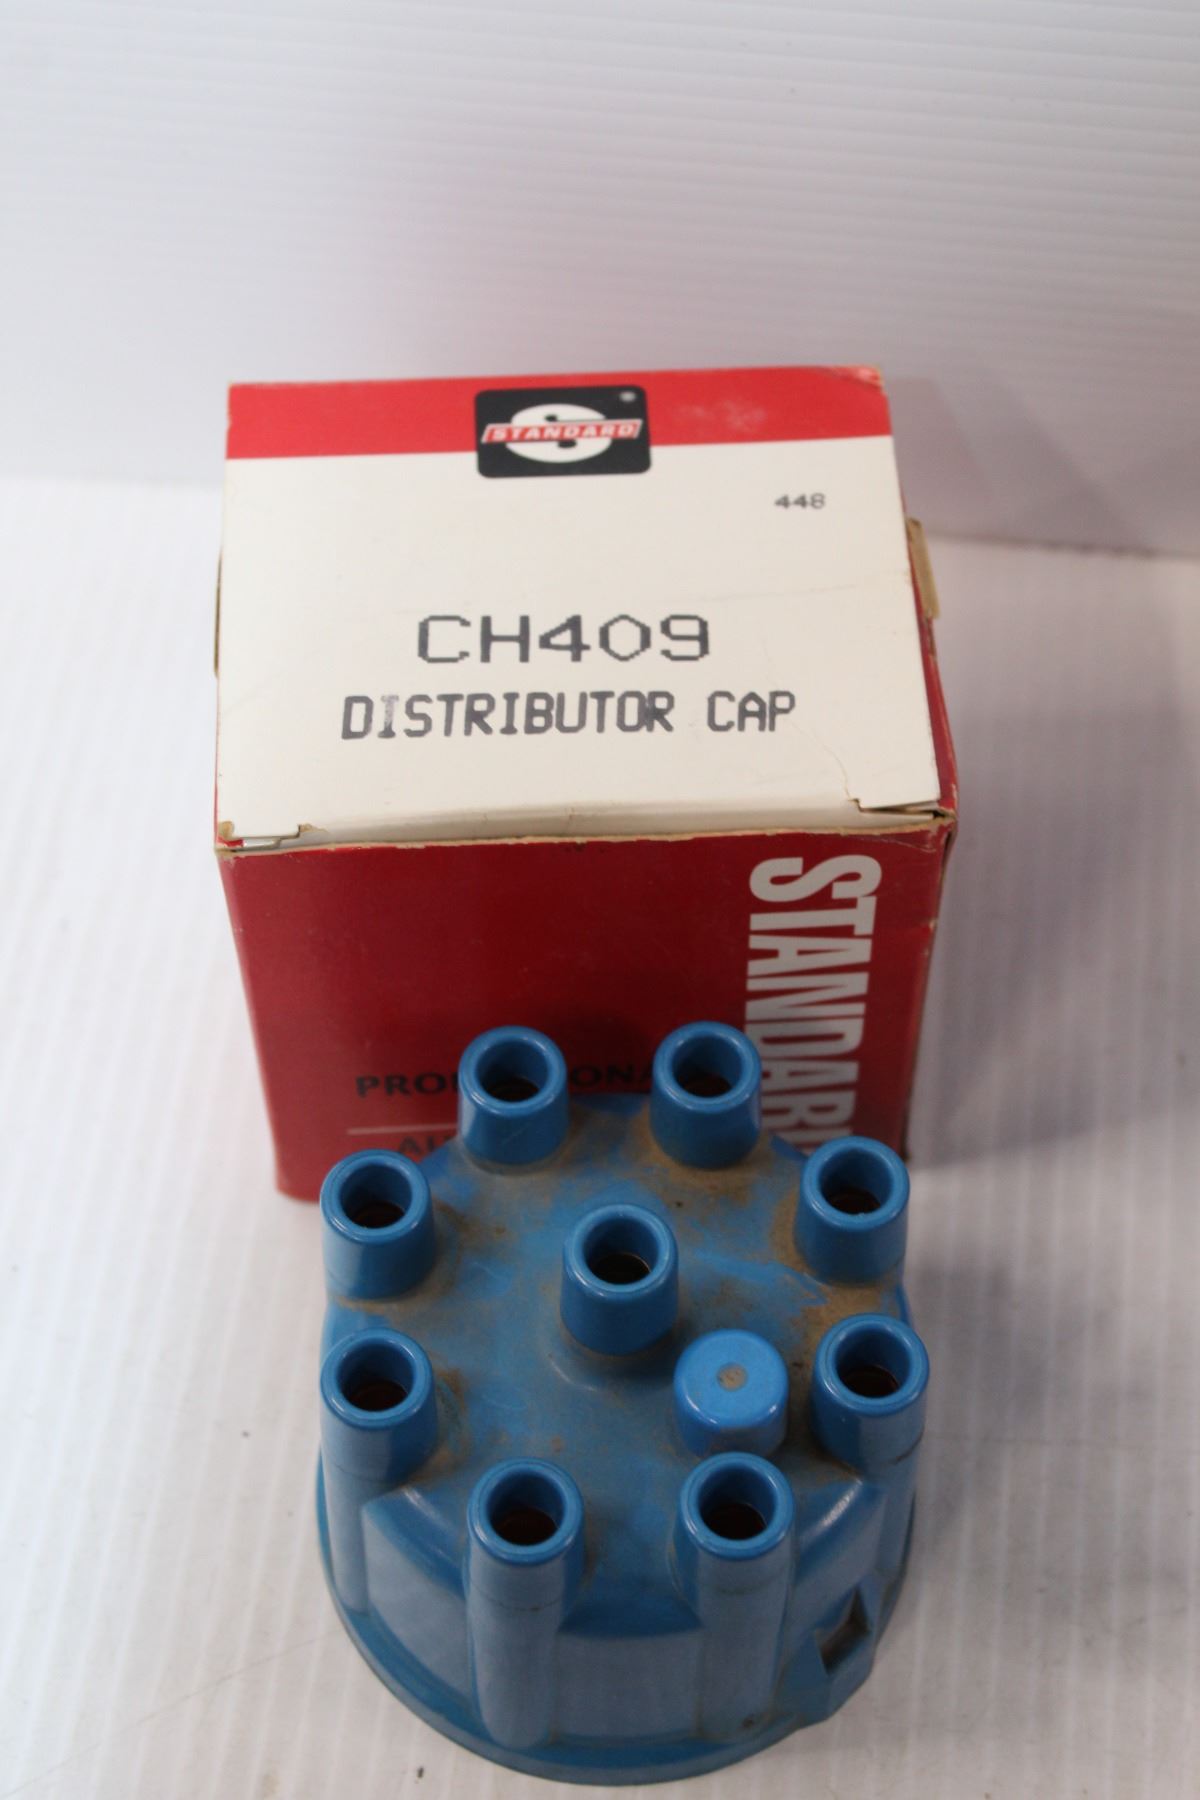 STANDARD
448
CH409
DISTRIBUTOR CAP
STANDARD